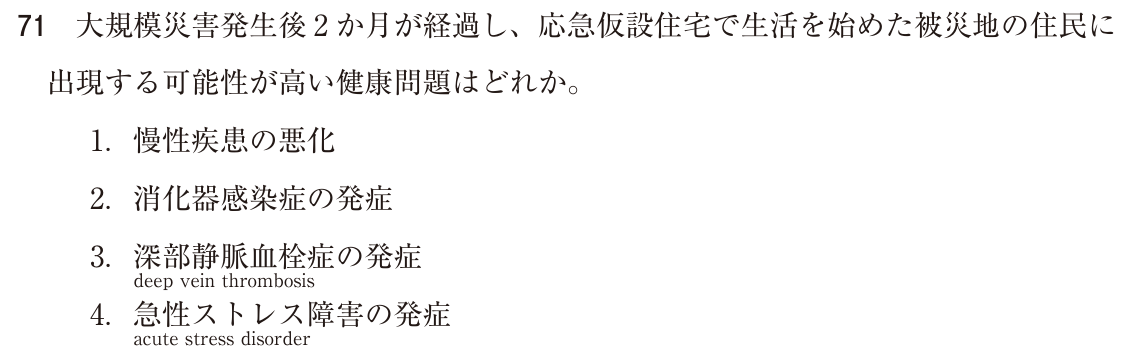 71 大規模災害発生後2か月が経過し、応急仮設住宅で生活を始めた被災地の住民に
出現する可能性が高い健康問題はどれか。
1. 慢性疾患の悪化
2. 消化器感染症の発症
3. 深部静脈血栓症の発症
deep vein thrombosis
4. 急性ストレス障害の発症
acute stress disorder